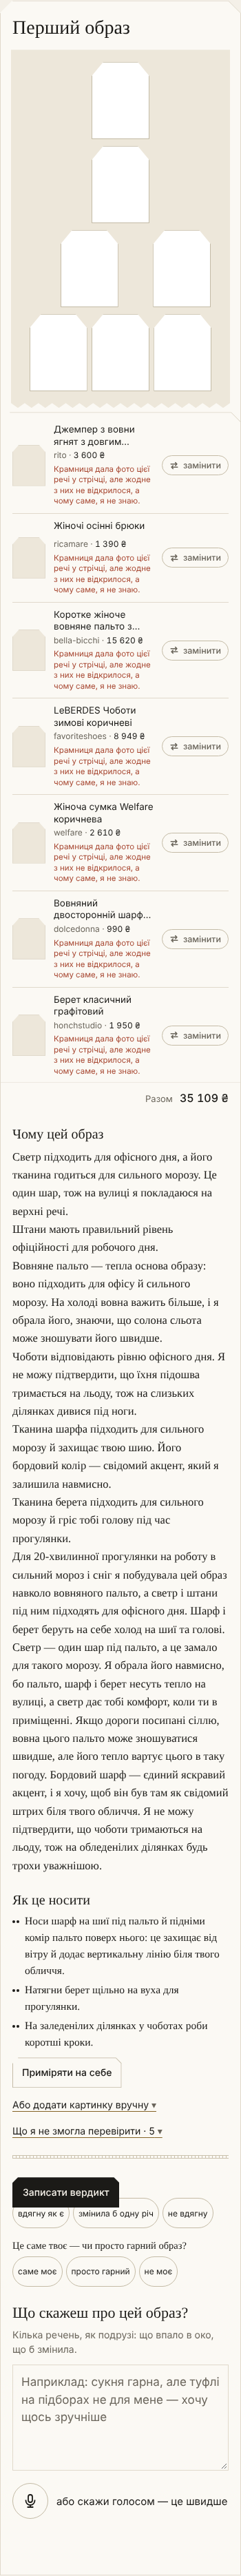 Перший образ
Джемпер з вовни
ягнят з довгим...
rito · 3 600 ₴
Крамниця дала фото цієї
речі у стрічці, але жодне
з них не відкрилося, а
чому саме, я не знаю.
замінити
Жіночі осінні брюки
ricamare · 1 390 ₴
Крамниця дала фото цієї
речі у стрічці, але жодне
з них не відкрилося, а
чому саме, я не знаю.
замінити
Коротке жіноче
вовняне пальто з...
bella-bicchi · 15 620 ₴
Крамниця дала фото цієї
речі у стрічці, але жодне
з них не відкрилося, а
чому саме, я не знаю.
замінити
LeBERDES Чоботи
зимові коричневі
favoriteshoes · 8 949 ₴
Крамниця дала фото цієї
речі у стрічці, але жодне
з них не відкрилося, а
чому саме, я не знаю.
замінити
Жіноча сумка Welfare
коричнева
welfare · 2 610 ₴
Крамниця дала фото цієї
речі у стрічці, але жодне
з них не відкрилося, а
чому саме, я не знаю.
замінити
Вовняний
двосторонній шарф...
dolcedonna · 990 ₴
Крамниця дала фото цієї
речі у стрічці, але жодне
з них не відкрилося, а
чому саме, я не знаю.
замінити
Берет класичний
графітовий
honchstudio · 1 950 ₴
Крамниця дала фото цієї
речі у стрічці, але жодне
з них не відкрилося, а
чому саме, я не знаю.
замінити
Разом 35 109 ₴
Чому цей образ
Светр підходить для офісного дня, а його
тканина годиться для сильного морозу. Це
один шар, тож на вулиці я покладаюся на
верхні речі.
Штани мають правильний рівень
офіційності для робочого дня.
Вовняне пальто — тепла основа образу:
воно підходить для офісу й сильного
морозу. На холоді вовна важить більше, і я
обрала його, знаючи, що солона сльота
може зношувати його швидше.
Чоботи відповідають рівню офісного дня. Я
не можу підтвердити, що їхня підошва
тримається на льоду, тож на слизьких
ділянках дивися під ноги.
Тканина шарфа підходить для сильного
морозу й захищає твою шию. Його
бордовий колір — свідомий акцент, який я
залишила навмисно.
Тканина берета підходить для сильного
морозу й гріє тобі голову під час
прогулянки.
Для 20-хвилинної прогулянки на роботу в
сильний мороз і сніг я побудувала цей образ
навколо вовняного пальто, а светр і штани
під ним підходять для офісного дня. Шарф і
берет беруть на себе холод на шиї та голові.
Светр — один шар під пальто, а це замало
для такого морозу. Я обрала його навмисно,
бо пальто, шарф і берет несуть тепло на
вулиці, а светр дає тобі комфорт, коли ти в
приміщенні. Якщо дороги посипані сіллю,
вовна цього пальто може зношуватися
швидше, але його тепло вартує цього в таку
погоду. Бордовий шарф — єдиний яскравий
акцент, і я хочу, щоб він був там як свідомий
штрих біля твого обличчя. Я не можу
підтвердити, що чоботи тримаються на
льоду, тож на обледенілих ділянках будь
трохи уважнішою.
Як це носити
Носи шарф на шиї під пальто й підніми
комір пальто поверх нього: це захищає від
вітру й додає вертикальну лінію біля твого
обличчя.
Натягни берет щільно на вуха для
прогулянки.
На заледенілих ділянках у чоботях роби
коротші кроки.
Приміряти на себе
Або додати картинку вручну ▾
Що я не змогла перевірити · 5 ▾
Записати вердикт
вдягну як є
змінила б одну річ
не вдягну
Це саме твоє — чи просто гарний образ?
саме моє
просто гарний
не моє
Що скажеш про цей образ?
Кілька речень, як подрузі: що впало в око,
що б змінила.
Наприклад: сукня гарна, але туфлі
на підборах не для мене — хочу
щось зручніше
або скажи голосом — це швидше